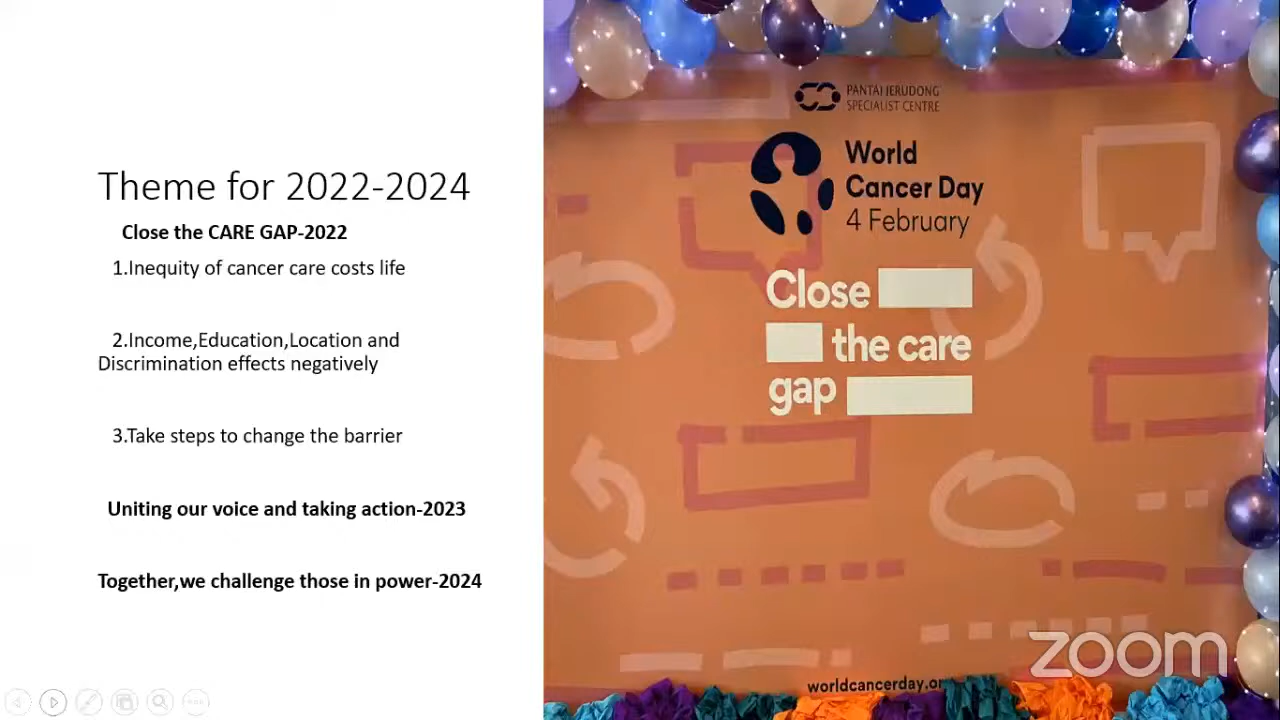 Theme for 2022-2024
Close the CARE GAP-2022
1.Inequity of cancer care costs life
2.Income,Education,Location and
Discrimination effects negatively
3.Take steps to change the barrier
Uniting our voice and taking action-2023
Together,we challenge those in power-2024
PANTAI JERUDONG
SPECIALIST CENTRE
World
Cancer Day
4 February
Close
the care
gap
worldcancerday.or
zoom